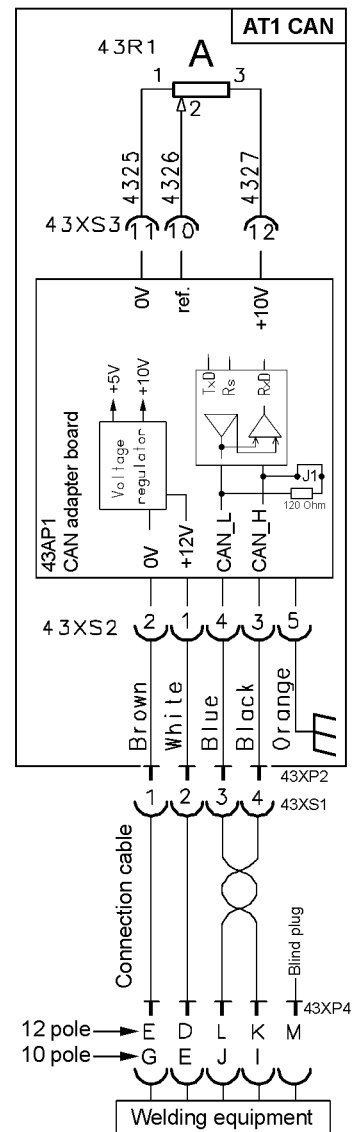 AT1 CAN
43R1
A
1 3
2
4325 4326 4327
43XS3 11 10 12
0V ref. +10V
TxD Rs RxD
+5V +10V
Voltage
regulator
J1
120 Ohm
43AP1
CAN adapter board
0V +12V CAN_L CAN_H
43XS2 2 1 4 3 5
Brown White Blue Black Orange
43XP2
1 2 3 4 43XS1
Connection cable
Blind plug
43XP4
12 pole E D L K M
10 pole G E J I
Welding equipment